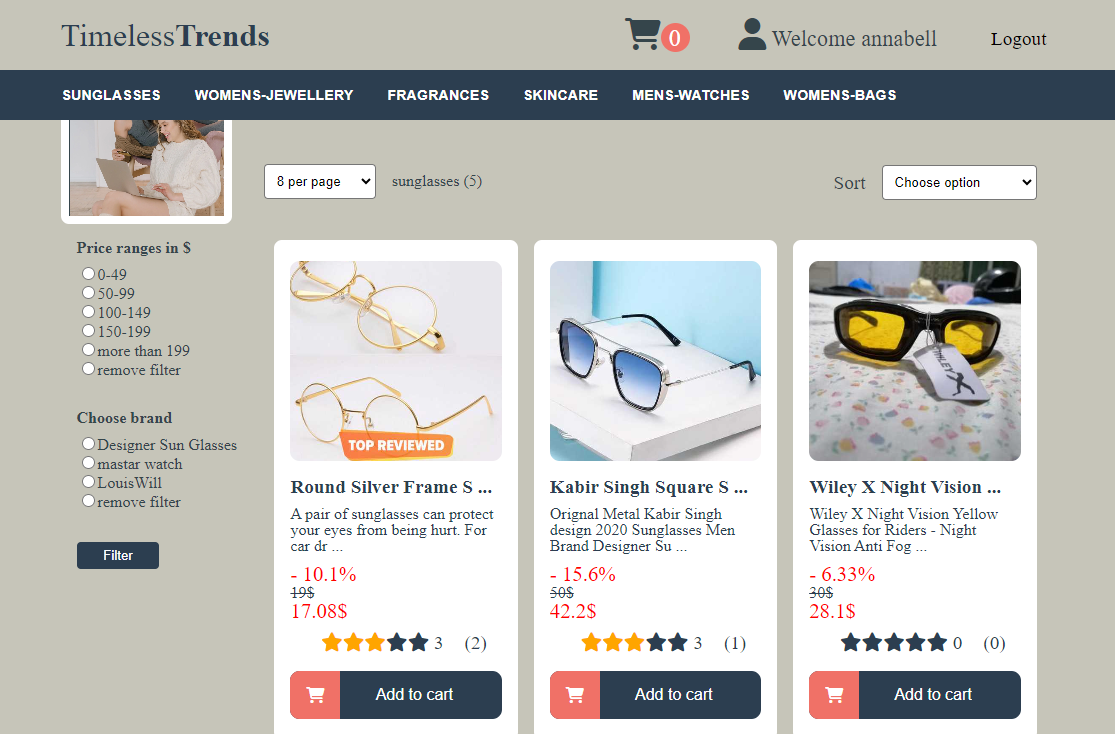 TimelessTrends
0
Welcome annabell
Logout
SUNGLASSES
WOMENS-JEWELLERY
FRAGRANCES
SKINCARE
MENS-WATCHES
WOMENS-BAGS
8 per page
sunglasses (5)
Sort
Choose option
Price ranges in $
0-49
50-99
100-149
150-199
more than 199
remove filter
Choose brand
Designer Sun Glasses
mastar watch
LouisWill
remove filter
Filter
TOP REVIEWED
Round Silver Frame S ...
A pair of sunglasses can protect
your eyes from being hurt. For
car dr ...
- 10.1%
19$
17.08$
3 (2)
Add to cart
Kabir Singh Square S ...
Orignal Metal Kabir Singh
design 2020 Sunglasses Men
Brand Designer Su ...
- 15.6%
50$
42.2$
3 (1)
Add to cart
Wiley X Night Vision ...
Wiley X Night Vision Yellow
Glasses for Riders - Night
Vision Anti Fog ...
- 6.33%
30$
28.1$
0 (0)
Add to cart